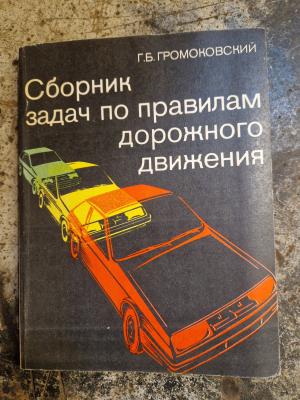 Г.Б. ГРОМОКОВСКИЙ
Сборник
задач по правилам
дорожного
движения